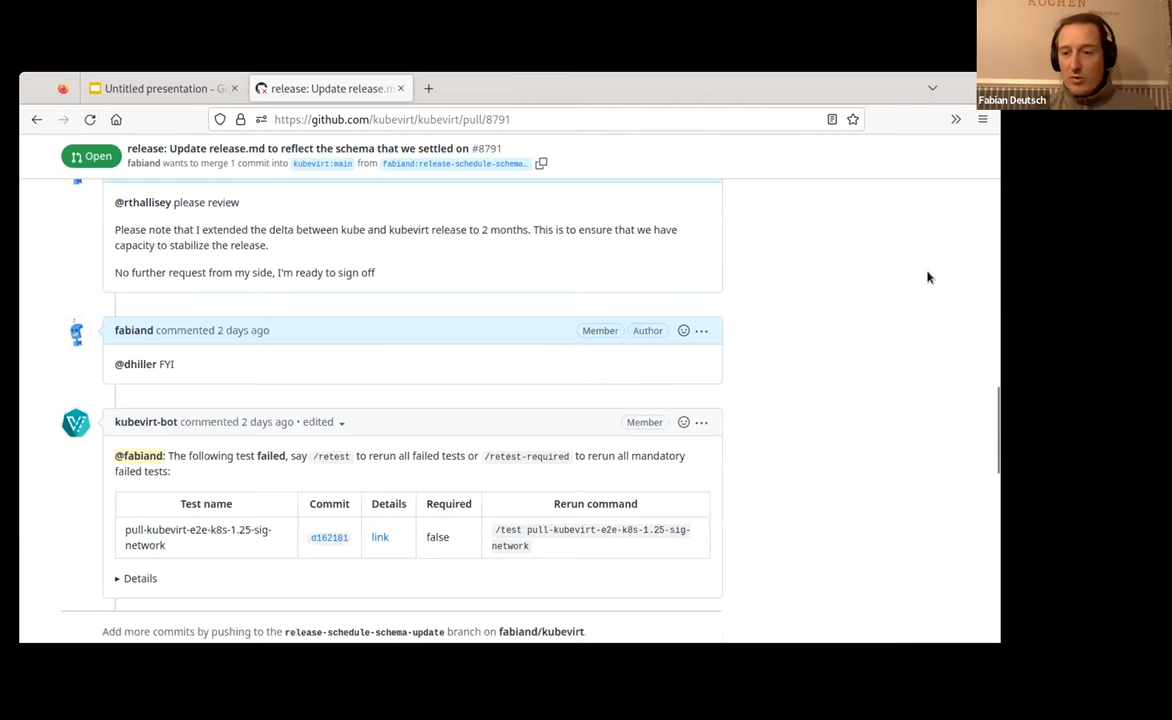 KOCHEN
Fabian Deutsch
Untitled presentation - Go
release: Update release.m
https://github.com/kubevirt/kubevirt/pull/8791
Open
release: Update release.md to reflect the schema that we settled on #8791
fabiand wants to merge 1 commit into kubevirt:main from fabiand:release-schedule-schema…
@rthallisey please review
Please note that I extended the delta between kube and kubevirt release to 2 months. This is to ensure that we have
capacity to stabilize the release.
No further request from my side, I'm ready to sign off
fabiand commented 2 days ago Member Author
@dhiller FYI
kubevirt-bot commented 2 days ago • edited Member
@fabiand: The following test failed, say /retest to rerun all failed tests or /retest-required to rerun all mandatory
failed tests:
Test name Commit Details Required Rerun command
pull-kubevirt-e2e-k8s-1.25-sig-
network
d162181 link false
/test pull-kubevirt-e2e-k8s-1.25-sig-
network
Details
Add more commits by pushing to the release-schedule-schema-update branch on fabiand/kubevirt.